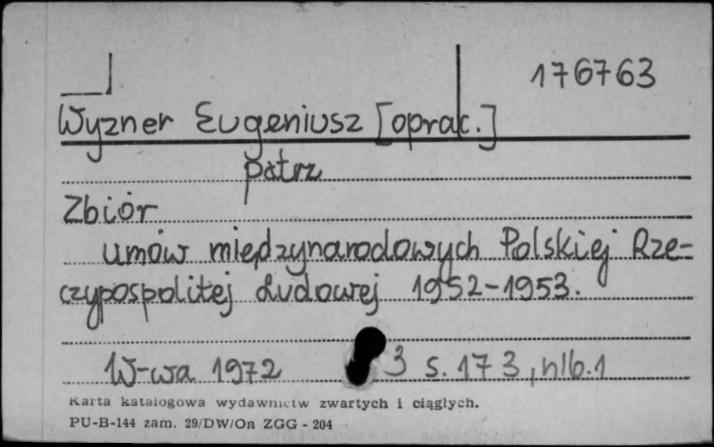 176763
Wyzner Eugeniusz [oprac.]
patrz
Zbiór
umów międzynarodowych Polskiej Rze-
czypospolitej Ludowej 1952-1953.
W-wa 1972 3 s. 173, nlb.1
Karta katalogowa wydawnictw zwartych i ciągłych.
PU-B-144 zam. 29/DW/On ZGG - 204